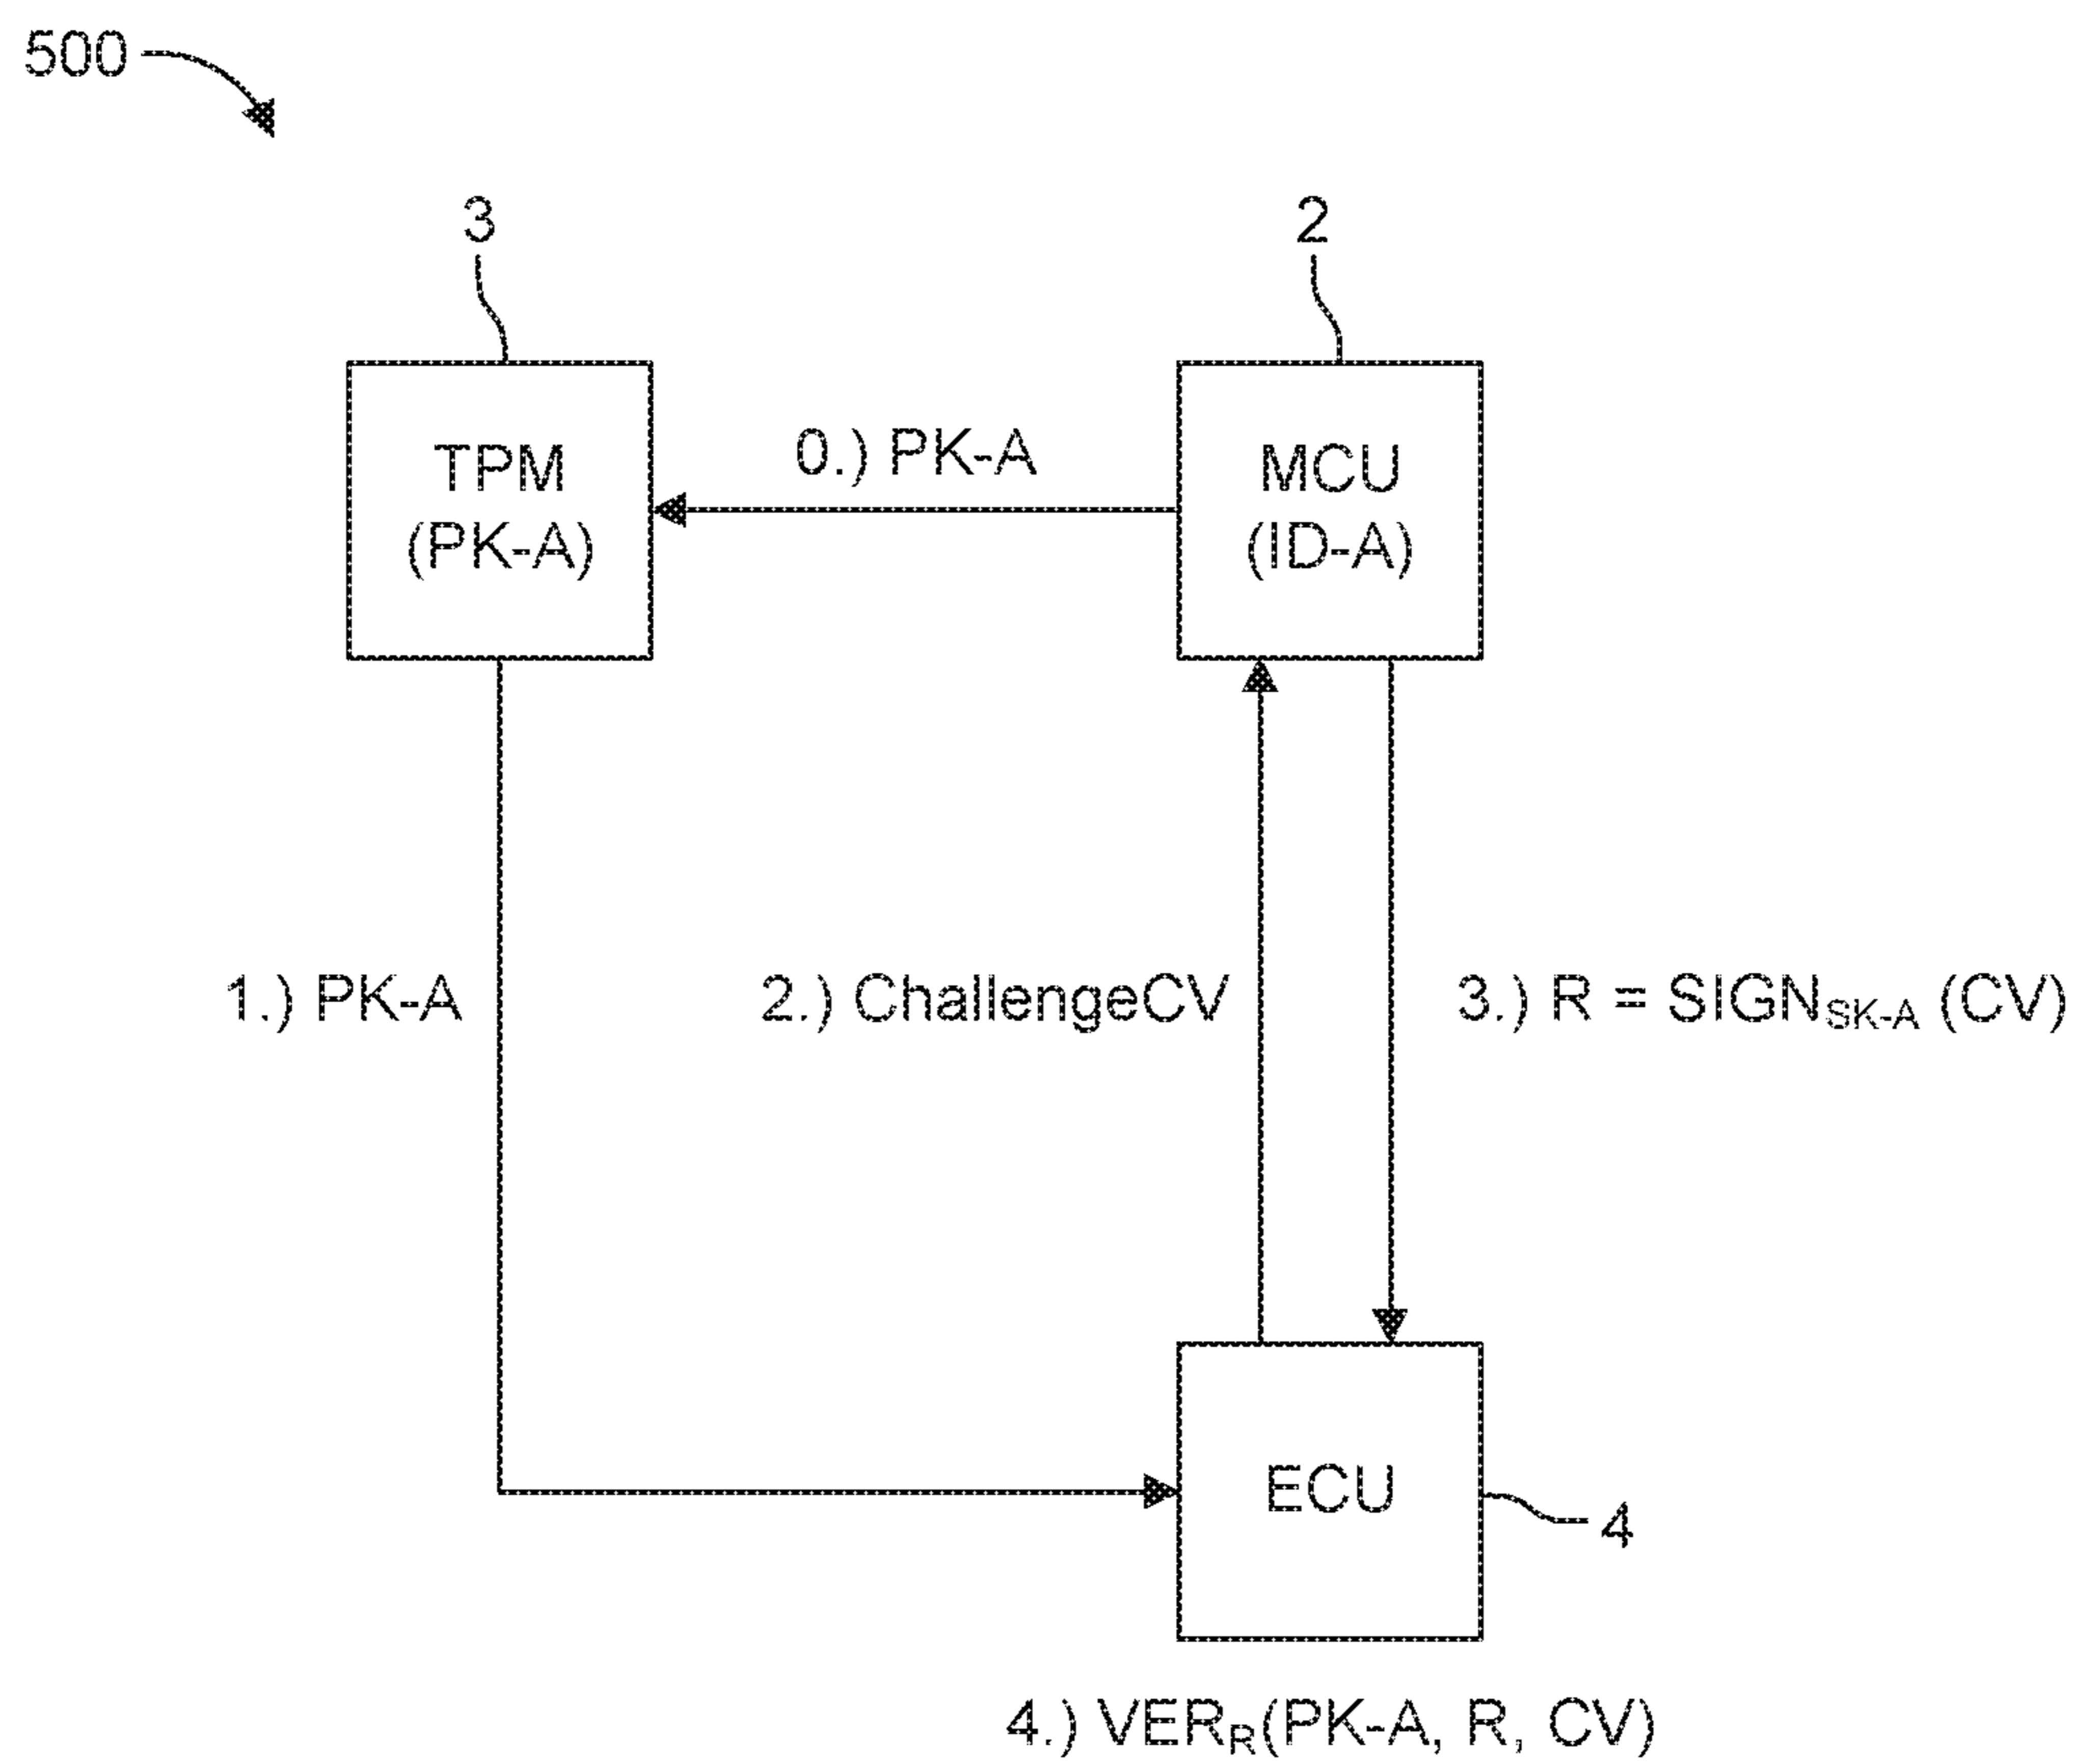 500
3
2
TPM
(PK-A)
0.) PK-A
MCU
(ID-A)
1.) PK-A
2.) ChallengeCV
3.) R = SIGNSK-A (CV)
ECU
4
4.) VERR(PK-A, R, CV)